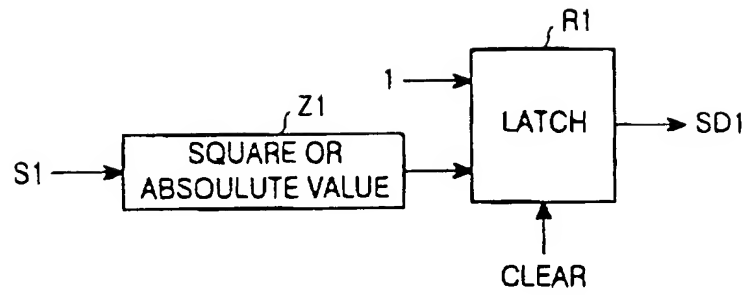 R1
1
Z1
LATCH
SD1
S1
SQUARE OR
ABSOULUTE VALUE
CLEAR